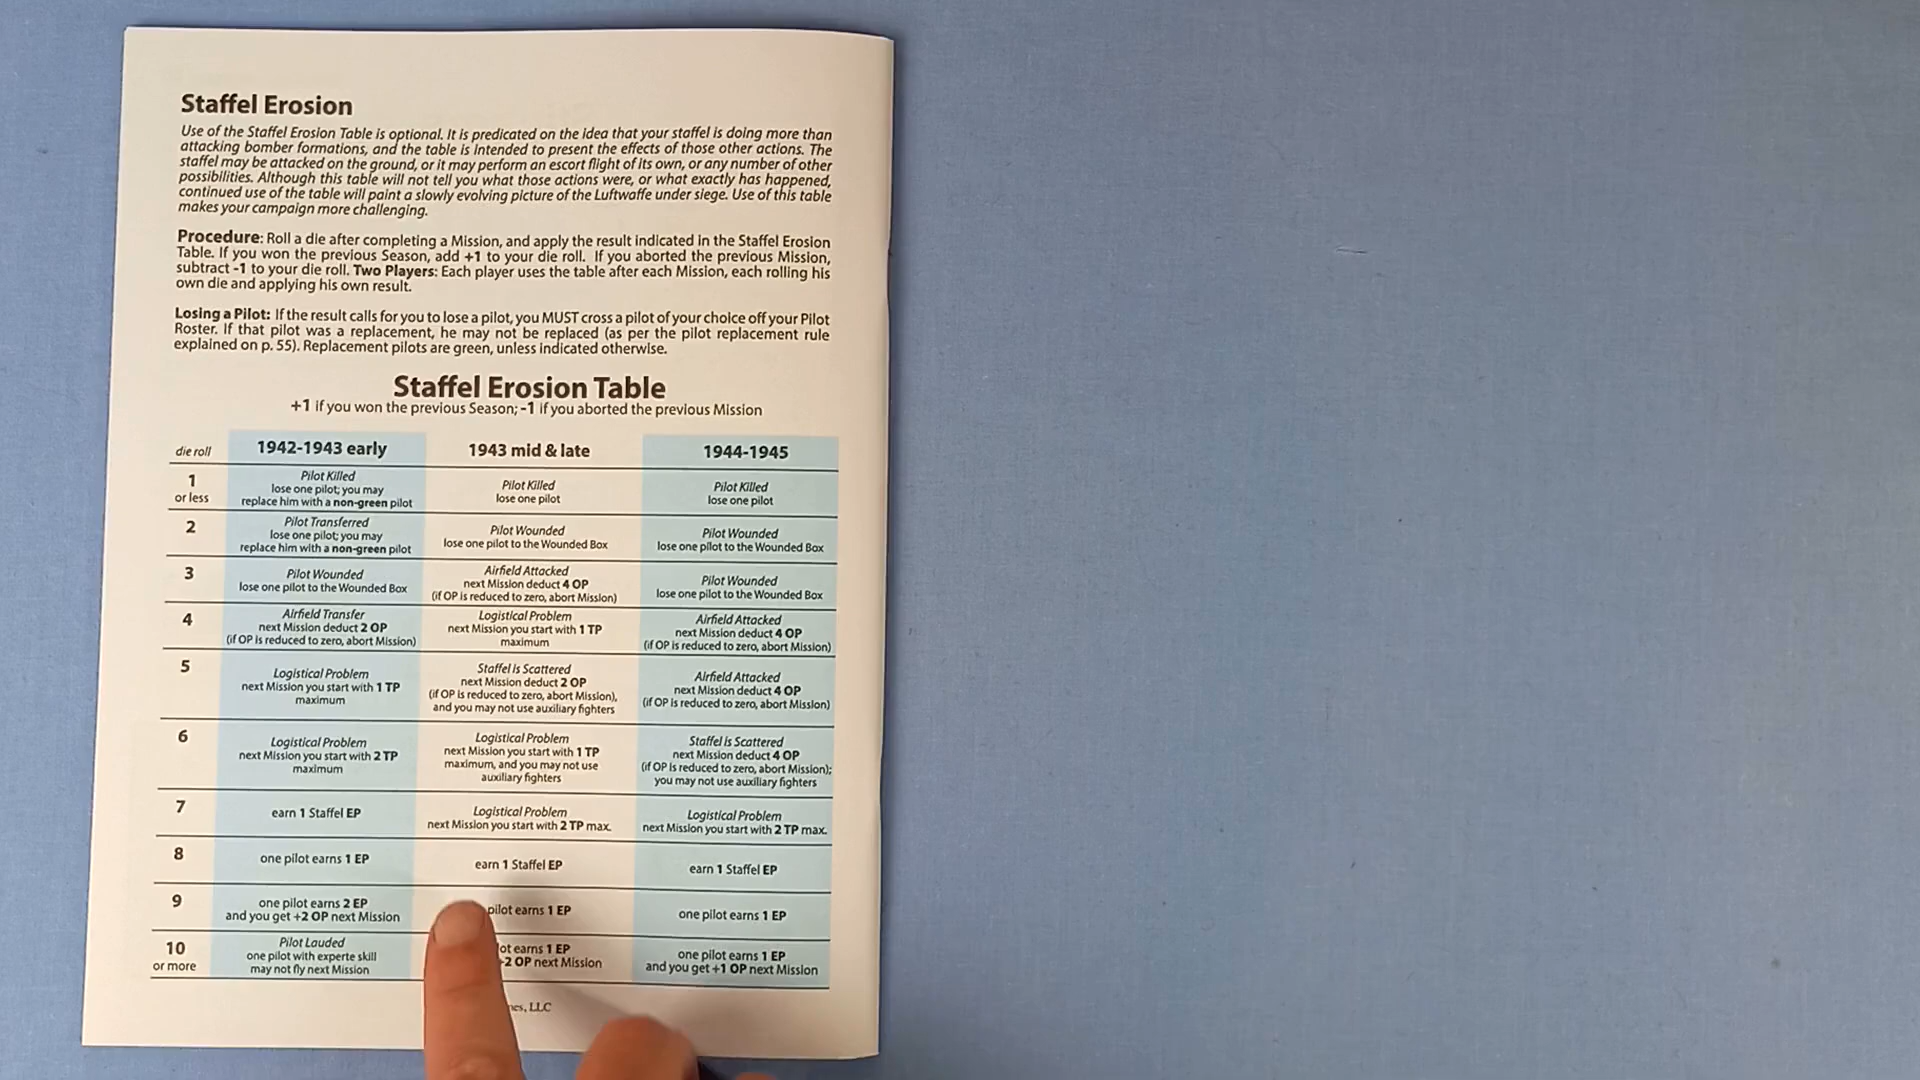 Staffel Erosion
Use of the Staffel Erosion Table is optional. It is predicated on the idea that your staffel is doing more than
attacking bomber formations, and the table is intended to present the effects of those other actions. The
staffel may be attacked on the ground, or it may perform an escort flight of its own, or any number of other
possibilities. Although this table will not tell you what those actions were, or what exactly has happened,
continued use of the table will paint a slowly evolving picture of the Luftwaffe under siege. Use of this table
makes your campaign more challenging.
Procedure: Roll a die after completing a Mission, and apply the result indicated in the Staffel Erosion
Table. If you won the previous Season, add +1 to your die roll. If you aborted the previous Mission,
subtract -1 to your die roll. Two Players: Each player uses the table after each Mission, each rolling his
own die and applying his own result.
Losing a Pilot: If the result calls for you to lose a pilot, you MUST cross a pilot of your choice off your Pilot
Roster. If that pilot was a replacement, he may not be replaced (as per the pilot replacement rule
explained on p. 55). Replacement pilots are green, unless indicated otherwise.
Staffel Erosion Table
+1 if you won the previous Season; -1 if you aborted the previous Mission
die roll 1942-1943 early 1943 mid & late 1944-1945
1
or less
Pilot Killed
lose one pilot; you may
replace him with a non-green pilot
Pilot Killed
lose one pilot
Pilot Killed
lose one pilot
2
Pilot Transferred
lose one pilot; you may
replace him with a non-green pilot
Pilot Wounded
lose one pilot to the Wounded Box
Pilot Wounded
lose one pilot to the Wounded Box
3
Pilot Wounded
lose one pilot to the Wounded Box
Airfield Attacked
next Mission deduct 4 OP
(if OP is reduced to zero, abort Mission)
Pilot Wounded
lose one pilot to the Wounded Box
4
Airfield Transfer
next Mission deduct 2 OP
(if OP is reduced to zero, abort Mission)
Logistical Problem
next Mission you start with 1 TP
maximum
Airfield Attacked
next Mission deduct 4 OP
(if OP is reduced to zero, abort Mission)
5
Logistical Problem
next Mission you start with 1 TP
maximum
Staffel is Scattered
next Mission deduct 2 OP
(if OP is reduced to zero, abort Mission),
and you may not use auxiliary fighters
Airfield Attacked
next Mission deduct 4 OP
(if OP is reduced to zero, abort Mission)
6
Logistical Problem
next Mission you start with 2 TP
maximum
Logistical Problem
next Mission you start with 1 TP
maximum, and you may not use
auxiliary fighters
Staffel is Scattered
next Mission deduct 4 OP
(if OP is reduced to zero, abort Mission);
you may not use auxiliary fighters
7
earn 1 Staffel EP
Logistical Problem
next Mission you start with 2 TP max.
Logistical Problem
next Mission you start with 2 TP max.
8
one pilot earns 1 EP
earn 1 Staffel EP
earn 1 Staffel EP
9
one pilot earns 2 EP
and you get +2 OP next Mission
pilot earns 1 EP
one pilot earns 1 EP
10
or more
Pilot Lauded
one pilot with experte skill
may not fly next Mission
earns 1 EP
2 OP next Mission
one pilot earns 1 EP
and you get +1 OP next Mission
LLC